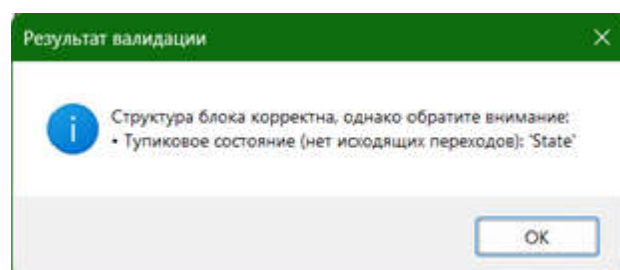 Результат валидации
Структура блока корректна, однако обратите внимание:
• Тупиковое состояние (нет исходящих переходов): 'State'
OK